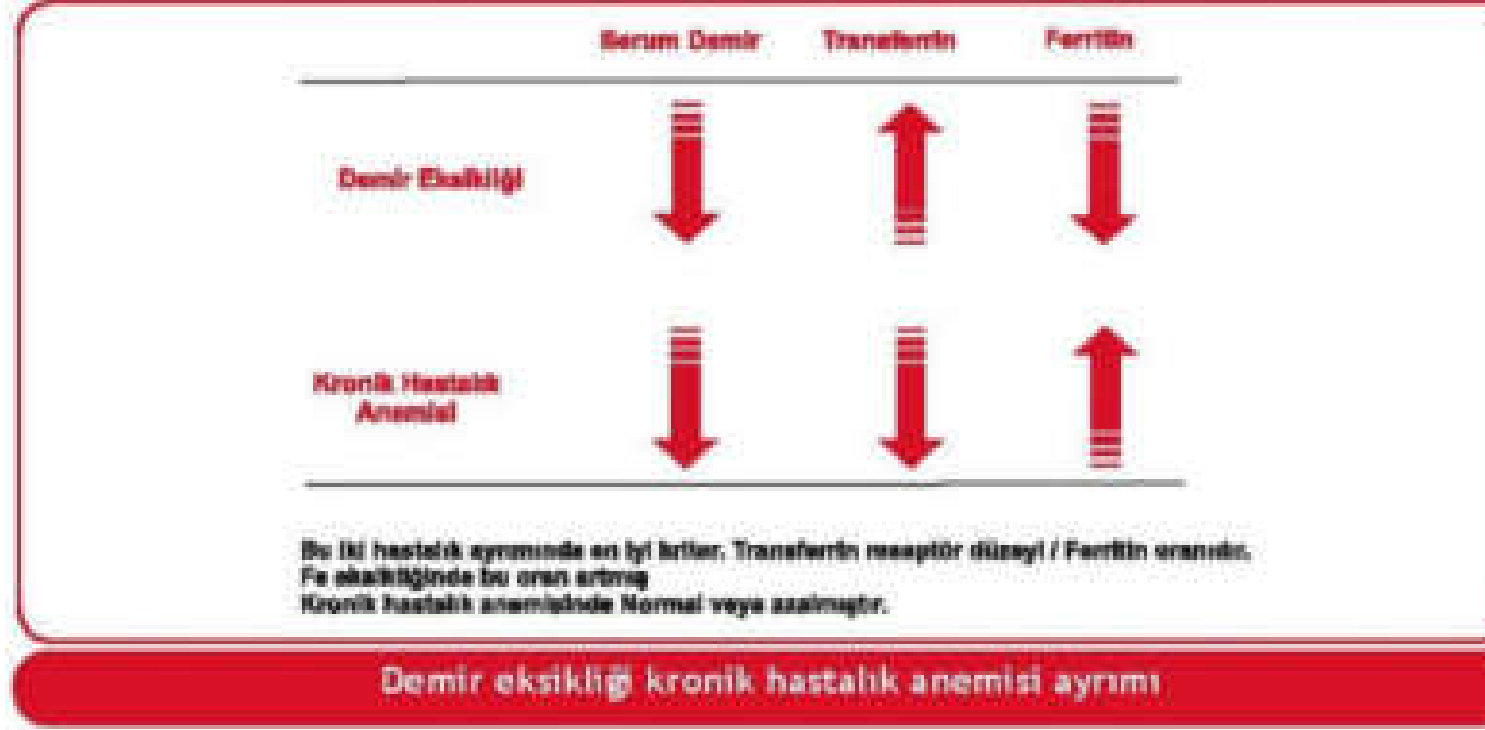 Serum Demir Transferrin Ferritin
Demir Eksikliği
Kronik Hastalık
Anemisi
Bu iki hastalık ayrımında en iyi kriter. Transferrin reseptör düzeyi / Ferritin oranıdır.
Fe eksikliğinde bu oran artmış
Kronik hastalık anemisinde Normal veya azalmıştır.
Demir eksikliği kronik hastalık anemisi ayrımı